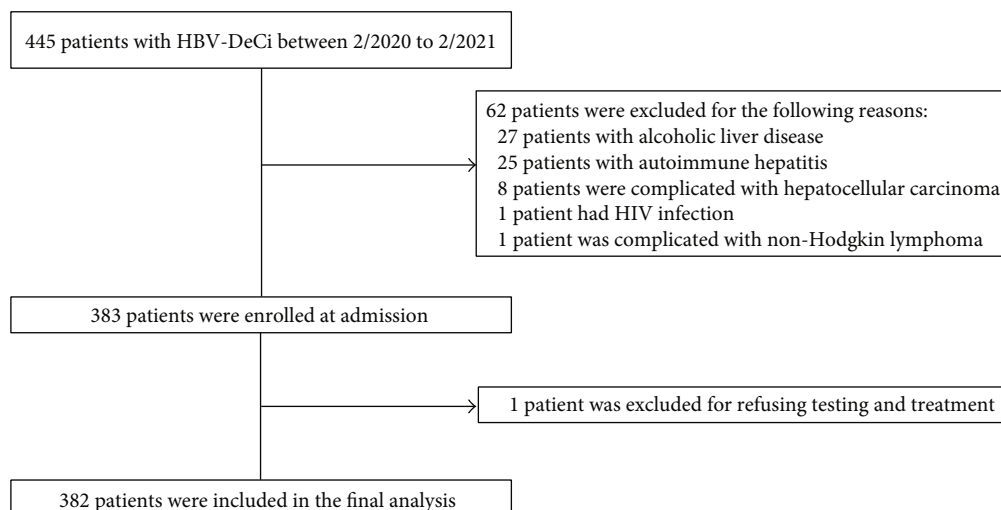 445 patients with HBV-DeCi between 2/2020 to 2/2021
62 patients were excluded for the following reasons:
27 patients with alcoholic liver disease
25 patients with autoimmune hepatitis
8 patients were complicated with hepatocellular carcinoma
1 patient had HIV infection
1 patient was complicated with non-Hodgkin lymphoma
383 patients were enrolled at admission
1 patient was excluded for refusing testing and treatment
382 patients were included in the final analysis